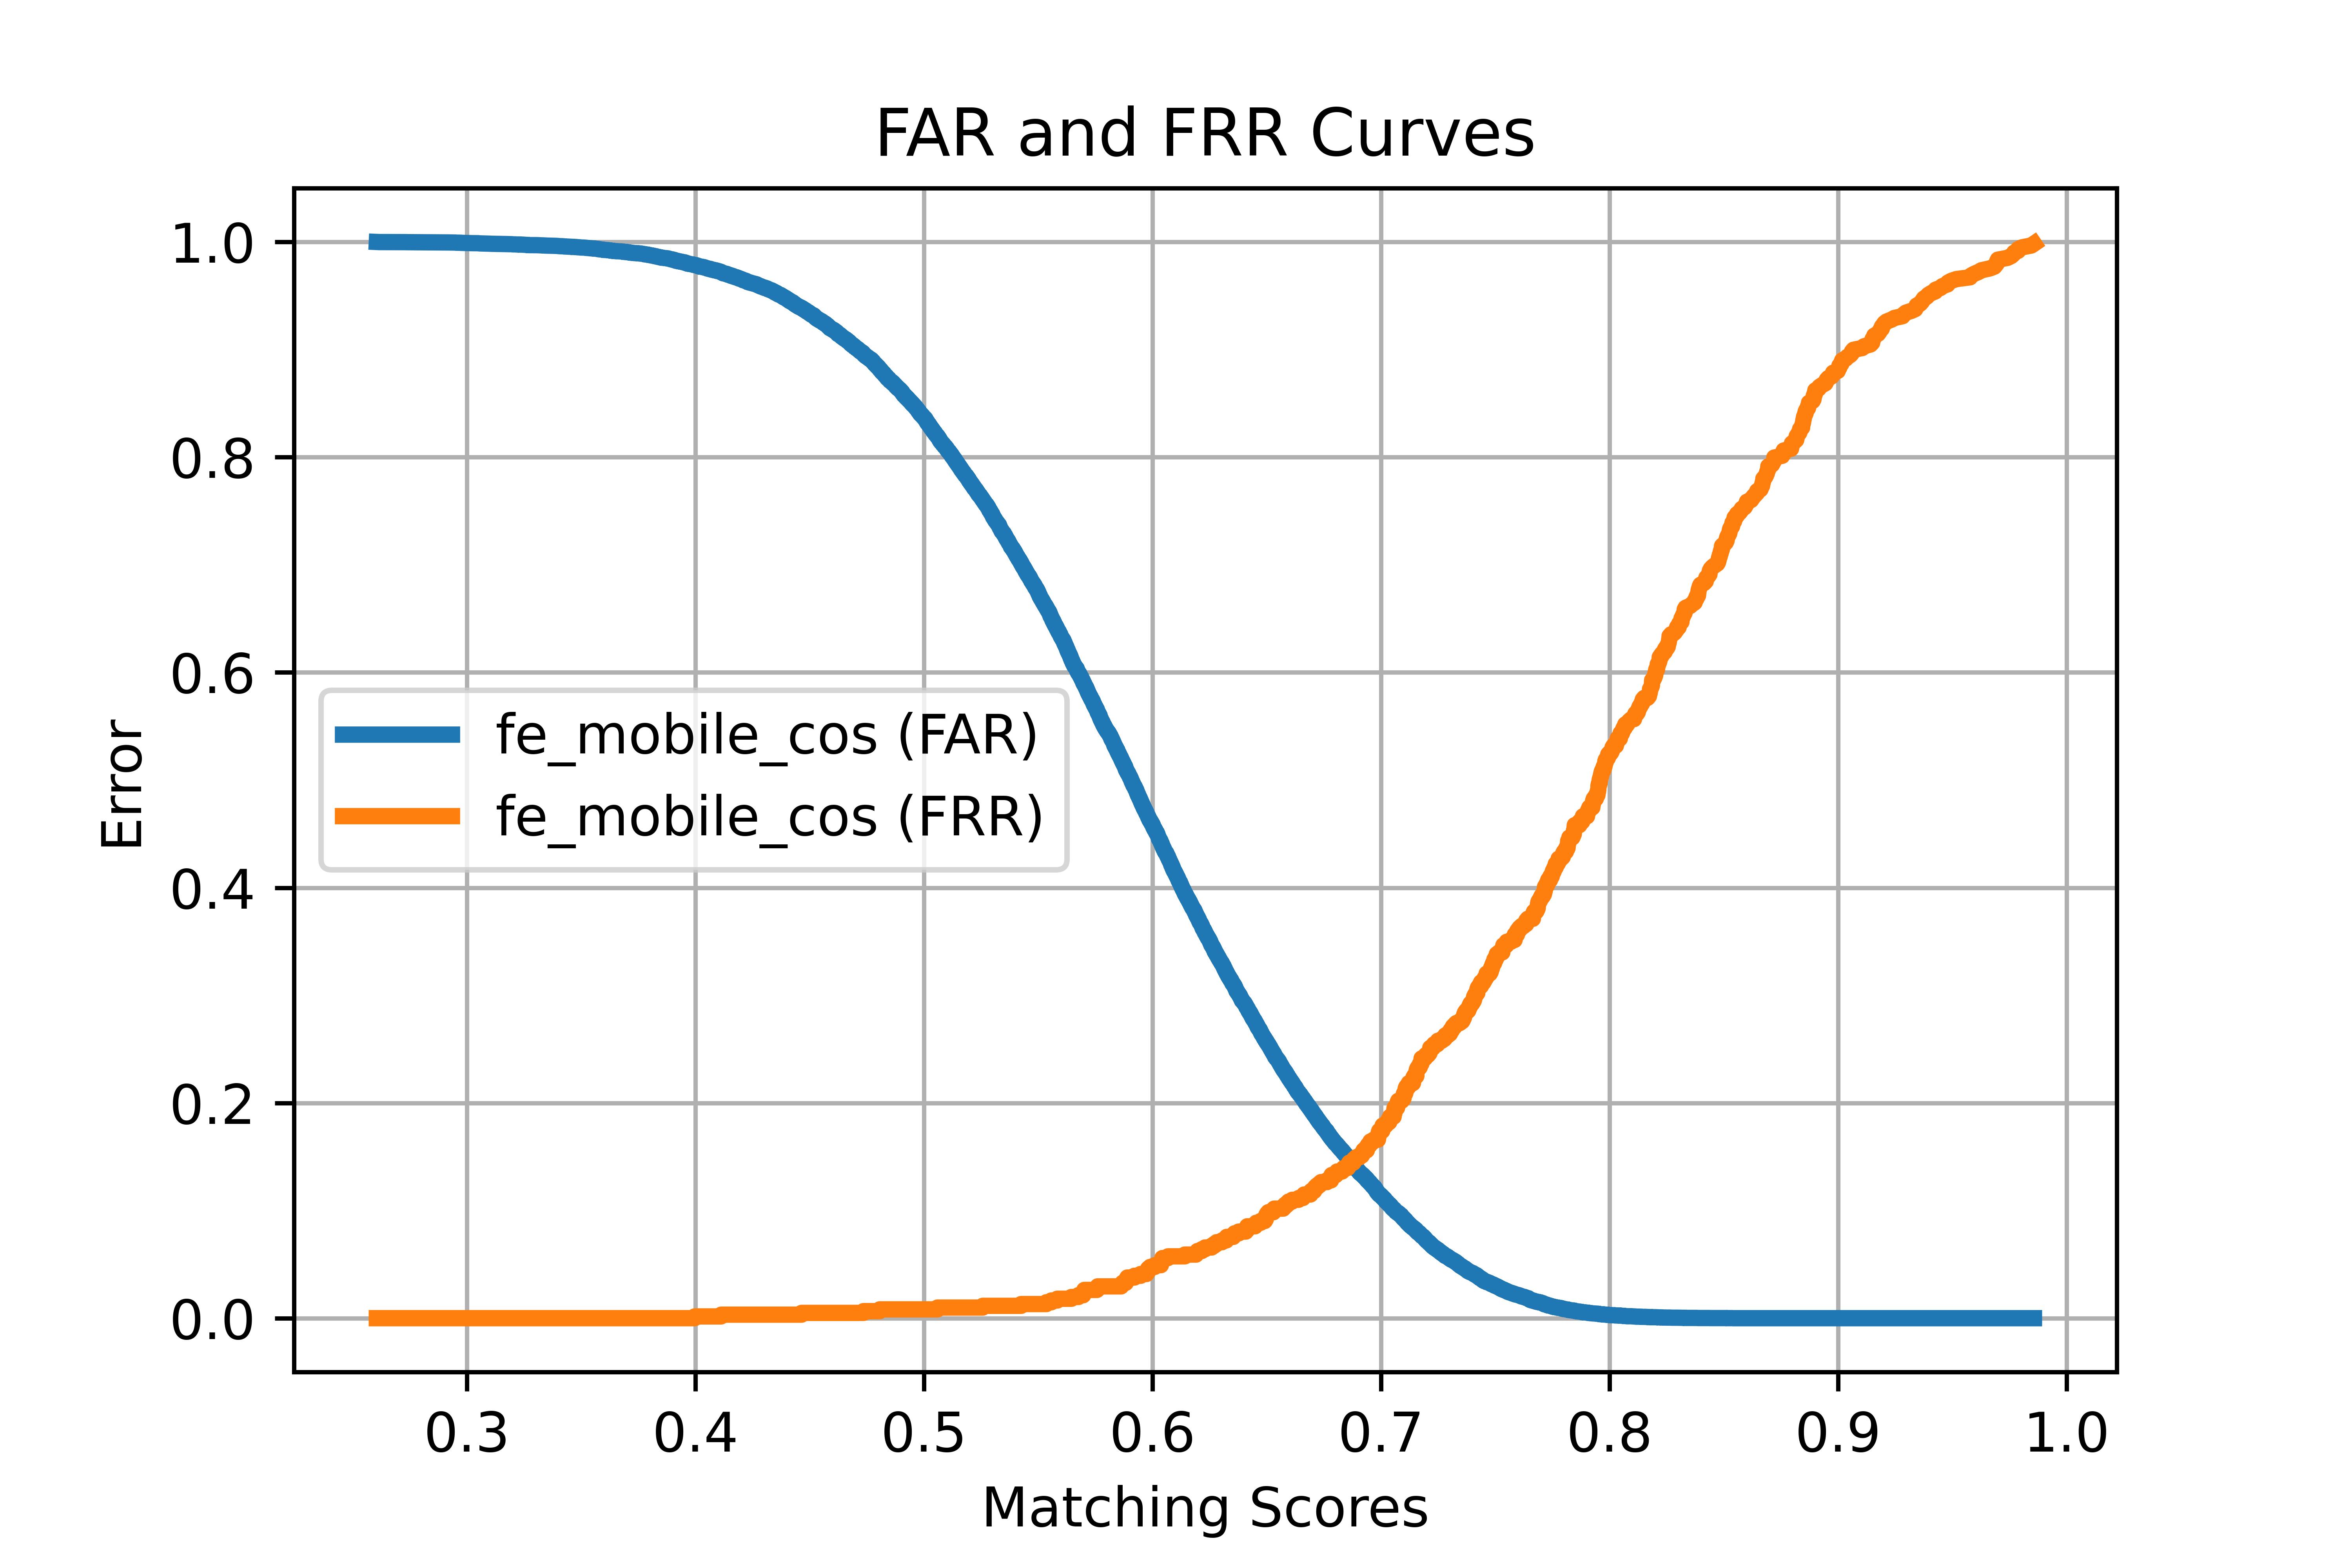 FAR and FRR Curves
1.0
0.8
0.6
0.4
0.2
0.0
Error
fe_mobile_cos (FAR)
fe_mobile_cos (FRR)
0.3 0.4 0.5 0.6 0.7 0.8 0.9 1.0
Matching Scores